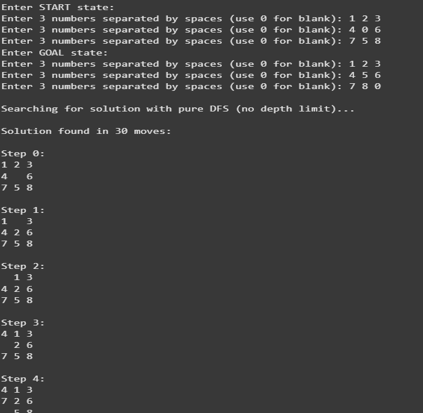 Enter START state:
Enter 3 numbers separated by spaces (use 0 for blank): 1 2 3
Enter 3 numbers separated by spaces (use 0 for blank): 4 0 6
Enter 3 numbers separated by spaces (use 0 for blank): 7 5 8
Enter GOAL state:
Enter 3 numbers separated by spaces (use 0 for blank): 1 2 3
Enter 3 numbers separated by spaces (use 0 for blank): 4 5 6
Enter 3 numbers separated by spaces (use 0 for blank): 7 8 0
Searching for solution with pure DFS (no depth limit)...
Solution found in 30 moves:
Step 0:
1 2 3
4   6
7 5 8
Step 1:
1   3
4 2 6
7 5 8
Step 2:
  1 3
4 2 6
7 5 8
Step 3:
4 1 3
  2 6
7 5 8
Step 4:
4 1 3
7 2 6
  5 8